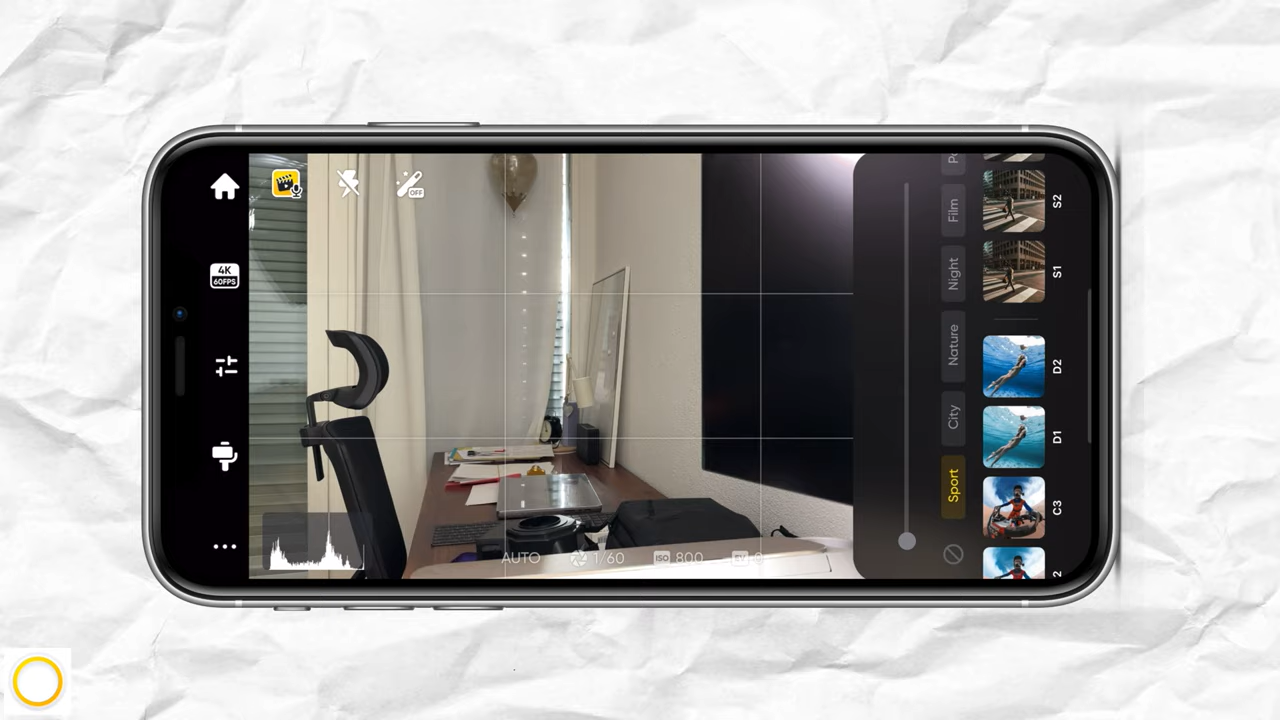 4K
60FPS
OFF
AUTO
1/60
ISO 800
EV
Film
Night
Nature
City
Sport
S2
S1
D2
D1
C3
2